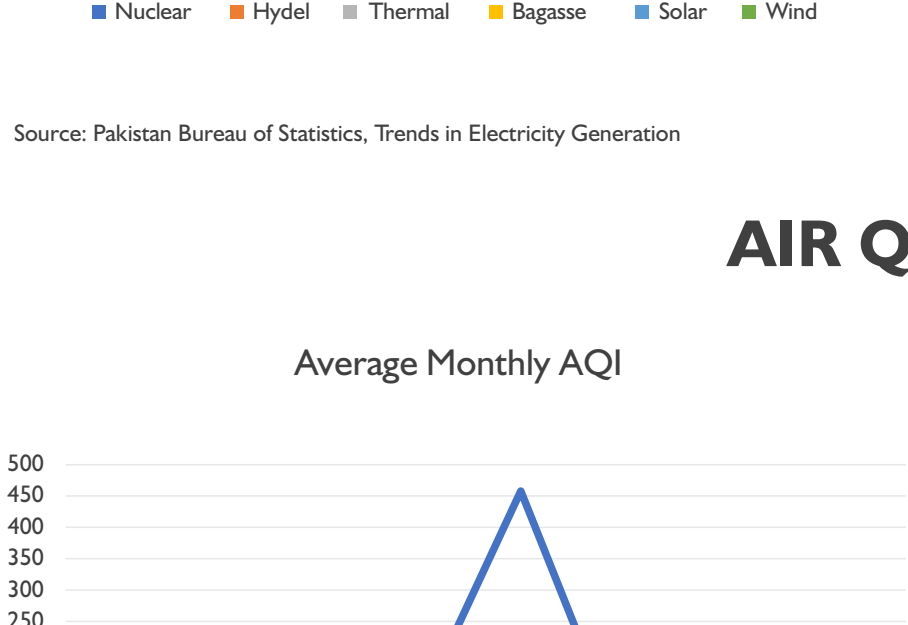 Nuclear Hydel Thermal Bagasse Solar Wind
Source: Pakistan Bureau of Statistics, Trends in Electricity Generation
AIR Q
Average Monthly AQI
500
450
400
350
300
250